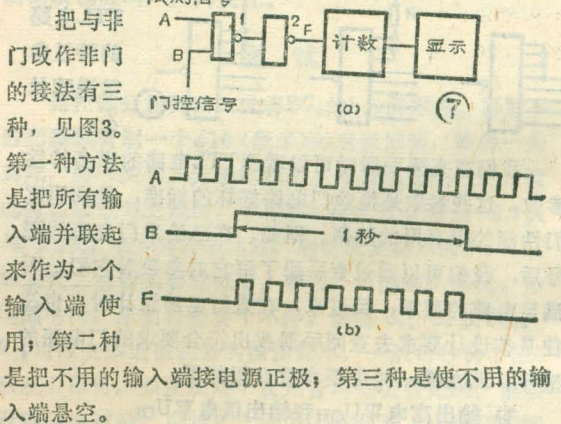 把与非
门改作非门
的接法有三
种，见图3。
第一种方法
是把所有输
入端并联起
来作为一个
输入端使
用；第二种
是把不用的输入端接电源正极；第三种是使不用的输
入端悬空。
A
B
1
2
F
计数
显示
门控信号
(a)
⑦
A
B
1秒
F
(b)